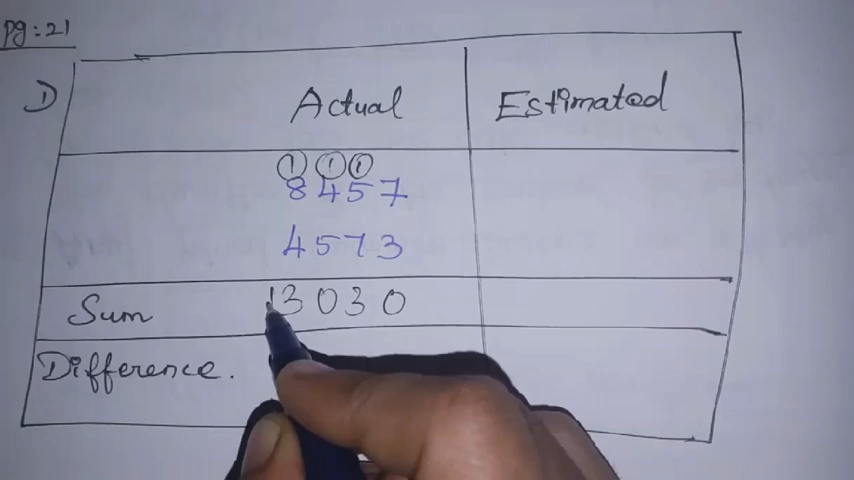 pg:21
1) Actual Estimated
1 1 1
8457
4573
Sum 13030
Difference.